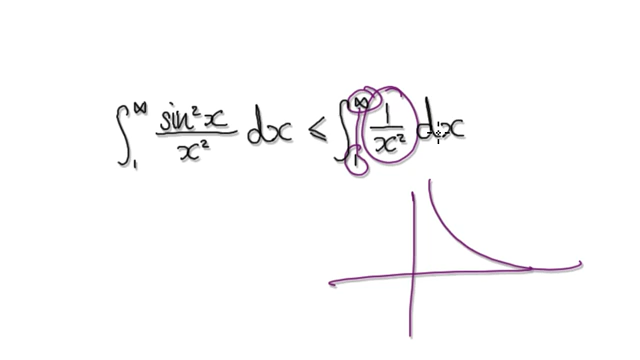 ∫₁^∞ sin²x/x² dx ≤ ∫₁^∞ 1/x² dx